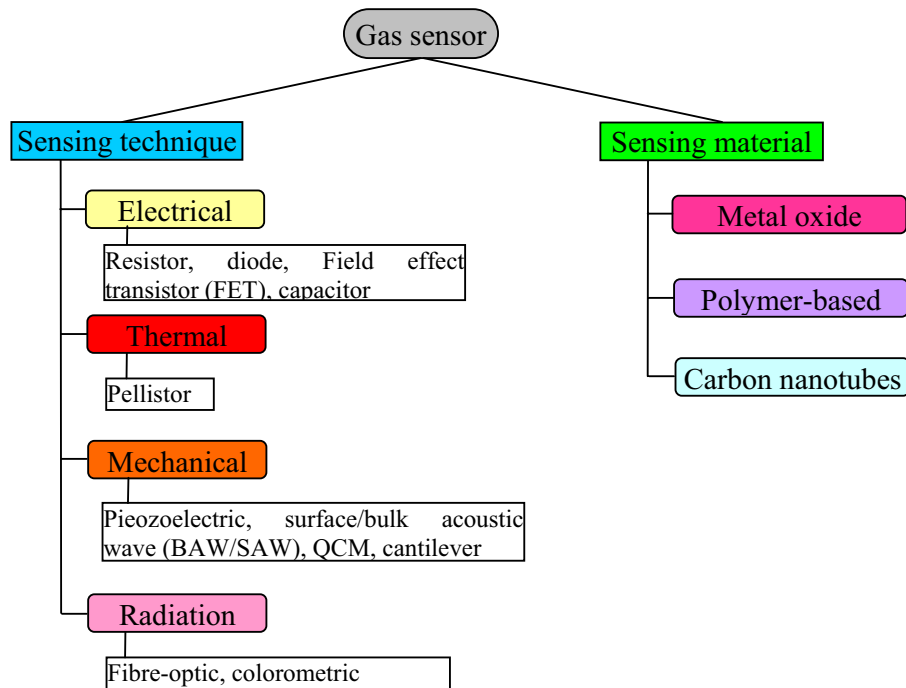 Gas sensor
Sensing technique
Electrical
Resistor, diode, Field effect
transistor (FET), capacitor
Thermal
Pellistor
Mechanical
Pieozoelectric, surface/bulk acoustic
wave (BAW/SAW), QCM, cantilever
Radiation
Fibre-optic, colorometric
Sensing material
Metal oxide
Polymer-based
Carbon nanotubes